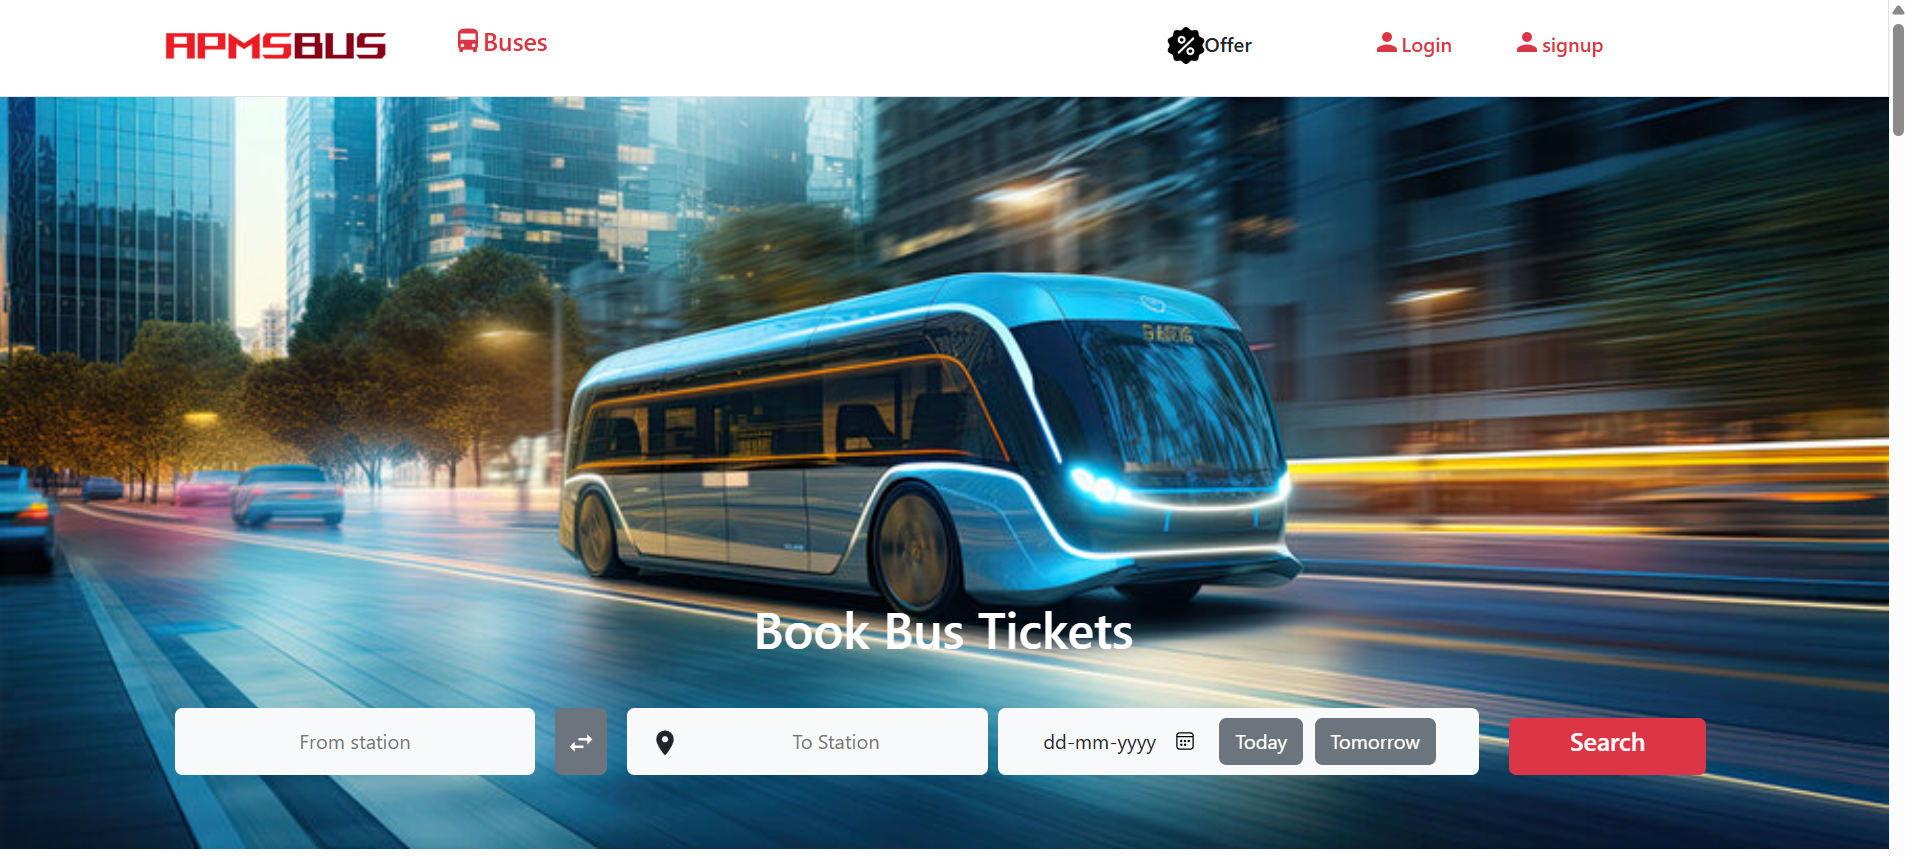 APMSBUS
Buses
Offer
Login
signup
Book Bus Tickets
From station
To Station
dd-mm-yyyy
Today
Tomorrow
Search